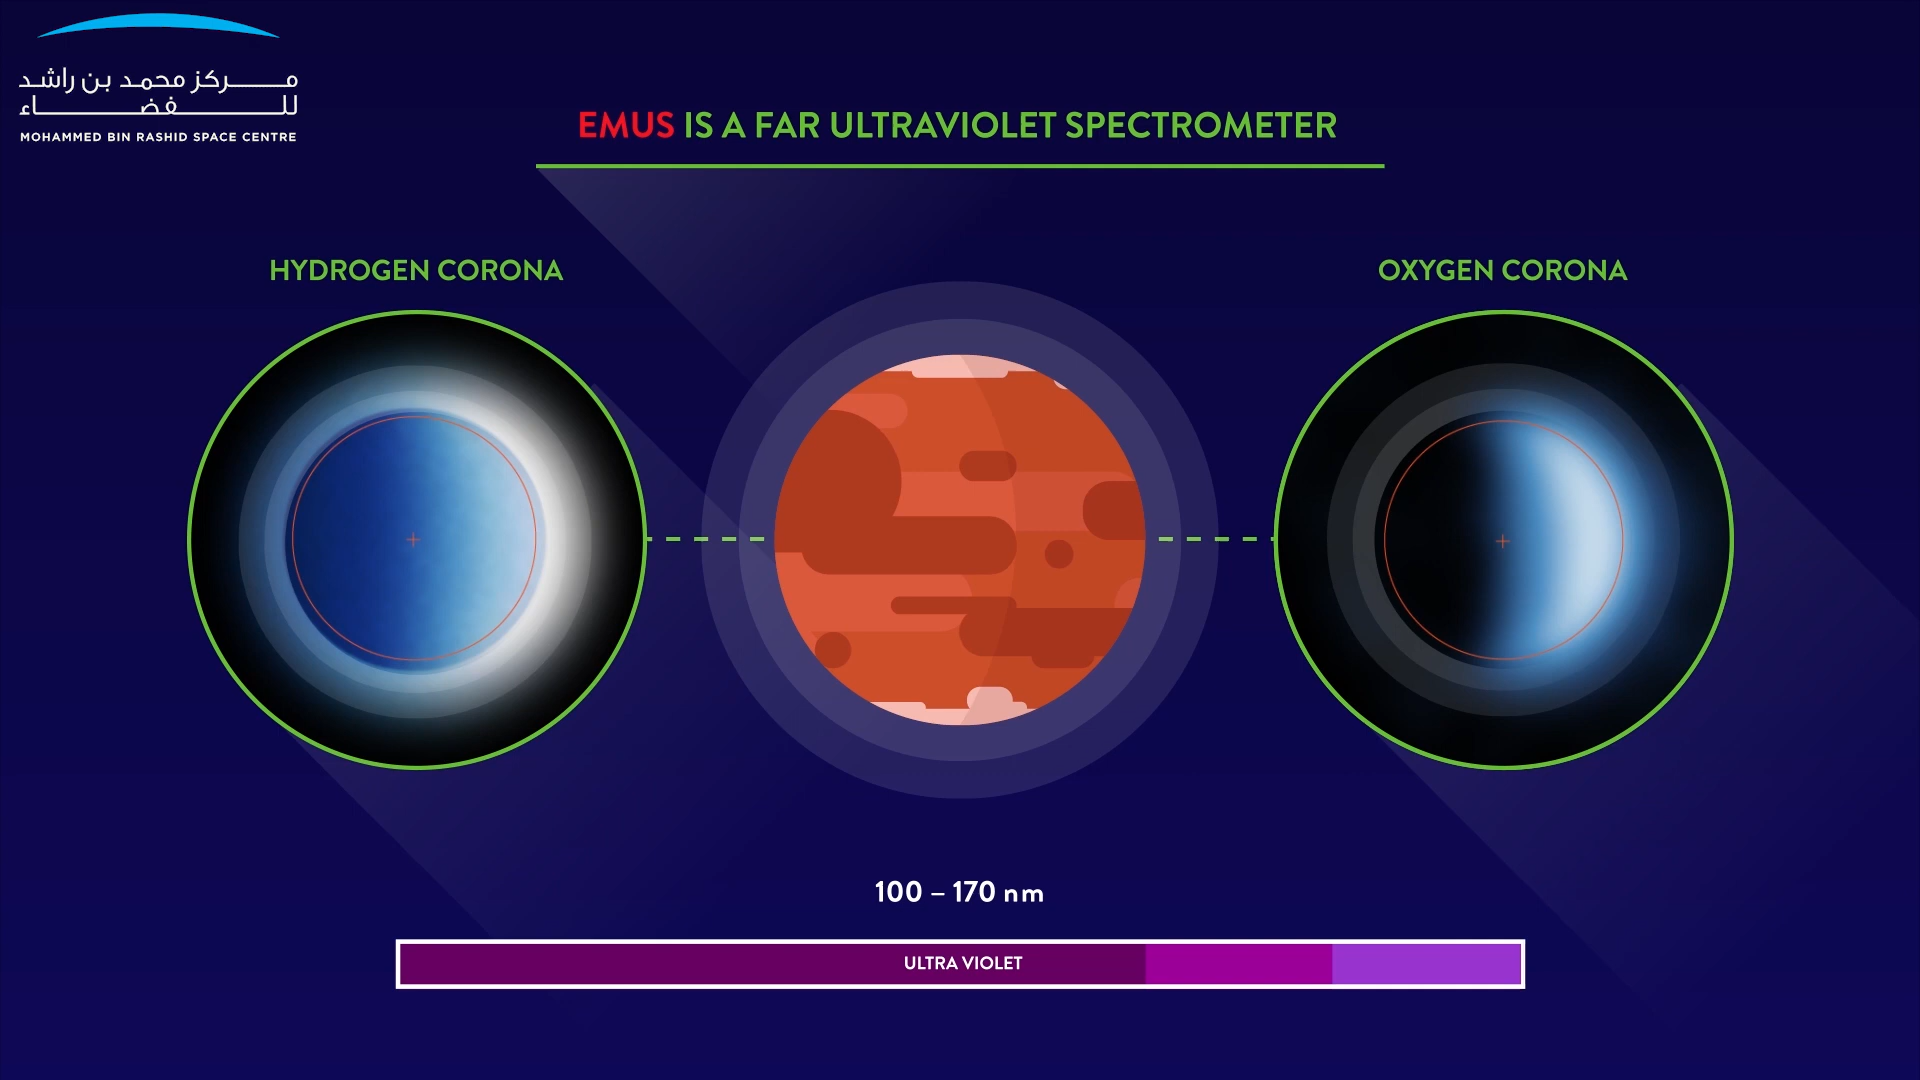 مركز محمد بن راشد
للفضاء
MOHAMMED BIN RASHID SPACE CENTRE
EMUS IS A FAR ULTRAVIOLET SPECTROMETER
HYDROGEN CORONA
OXYGEN CORONA
100 – 170 nm
ULTRA VIOLET